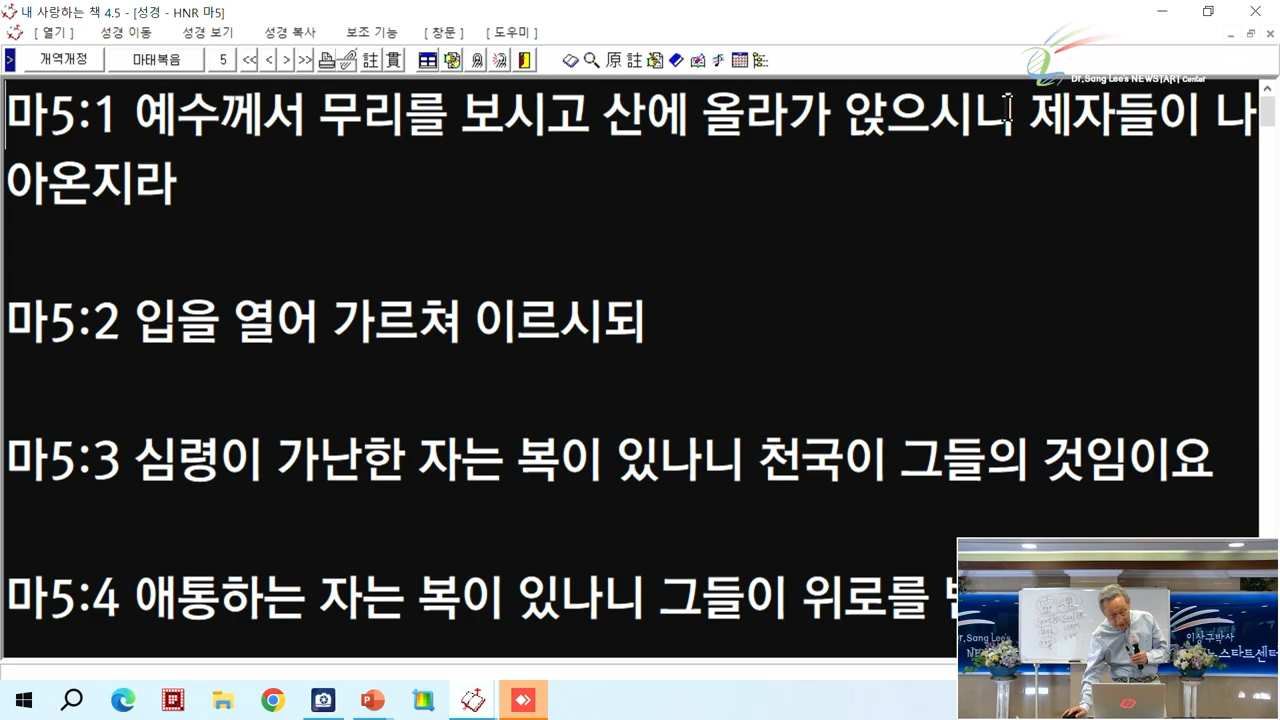 내 사랑하는 책 4.5 - [성경 - HNR 마5]
[ 열기 ] 성경 이동 성경 보기 성경 복사 보조 기능 [ 창문 ] [ 도우미 ]
개역개정 마태복음 5 << < > >> 註 貫 原 註
Dr.Sang Lee's NEWSTART Center
마5:1 예수께서 무리를 보시고 산에 올라가 앉으시니 제자들이 나
아온지라
마5:2 입을 열어 가르쳐 이르시되
마5:3 심령이 가난한 자는 복이 있나니 천국이 그들의 것임이요
마5:4 애통하는 자는 복이 있나니 그들이 위로를
Dr.Sang Lee's
이상구박사
스타트센터